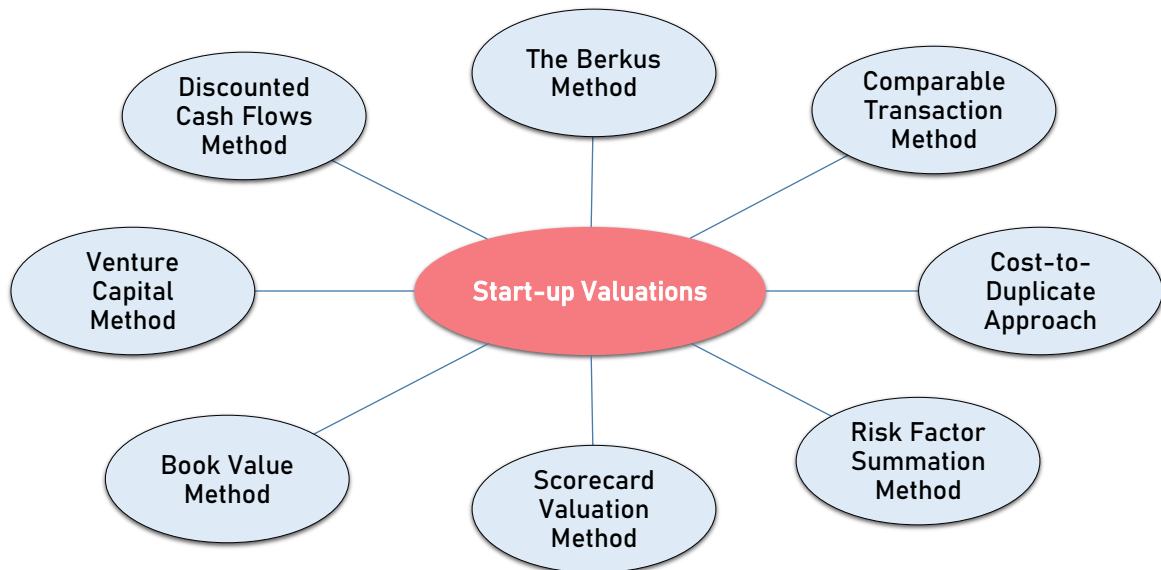 The Berkus
Method
Discounted
Cash Flows
Method
Comparable
Transaction
Method
Venture
Capital
Method
Start-up Valuations
Cost-to-
Duplicate
Approach
Book Value
Method
Scorecard
Valuation
Method
Risk Factor
Summation
Method